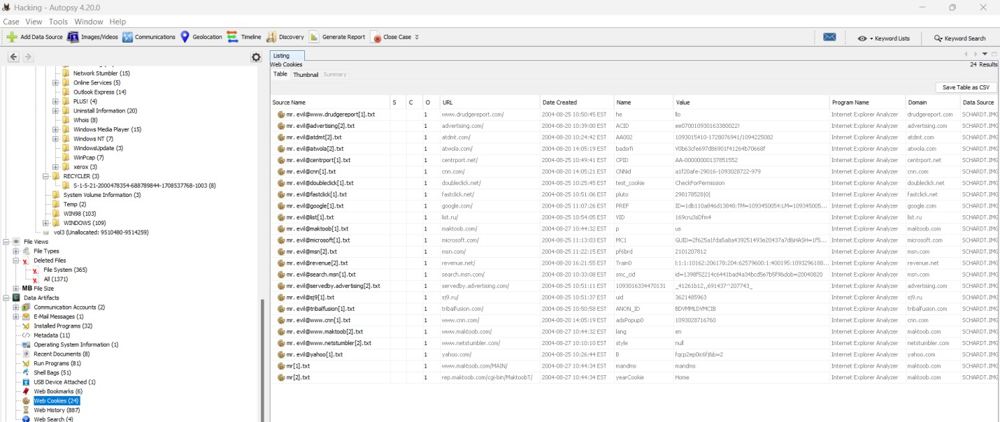 Hacking - Autopsy 4.20.0
Case View Tools Window Help
Add Data Source Images/Videos Communications Geolocation Timeline Discovery Generate Report Close Case Keyword Lists Keyword Search
Network Stumbler (15)
Online Services (5)
Outlook Express (14)
PLUS! (4)
Uninstall Information (20)
Whois (8)
Windows Media Player (15)
Windows NT (7)
WindowsUpdate (3)
WinPcap (7)
xerox (3)
RECYCLER (3)
S-1-5-21-2000478354-688789844-1708537768-1003 (8)
System Volume Information (3)
Temp (2)
WIN98 (103)
WINDOWS (109)
vol3 (Unallocated: 9510480-9514259)
File Views
File Types
Deleted Files
File System (365)
All (1371)
MB File Size
Data Artifacts
Communication Accounts (2)
E-Mail Messages (1)
Installed Programs (32)
Metadata (11)
Operating System Information (1)
Recent Documents (8)
Run Programs (81)
Shell Bags (51)
USB Device Attached (1)
Web Bookmarks (6)
Web Cookies (24)
Web History (887)
Web Search (4)
Listing
Web Cookies 24 Results
Table Thumbnail Summary
Save Table as CSV
Source Name S C O URL Date Created Name Value Program Name Domain Data Source
mr. evil@www.drudgereport[1].txt 1 www.drudgereport.com/ 2004-08-25 10:50:45 EST he llo Internet Explorer Analyzer drudgereport.com SCHARDT.IMG
mr. evil@advertising[2].txt 1 advertising.com/ 2004-08-20 10:39:00 EST ACID ee070010930163380022! Internet Explorer Analyzer advertising.com SCHARDT.IMG
mr. evil@atdmt[2].txt 1 atdmt.com/ 2004-08-20 10:24:42 EST AA002 1093015410-1728076941/1094225082 Internet Explorer Analyzer atdmt.com SCHARDT.IMG
mr. evil@atwola[2].txt 1 atwola.com/ 2004-08-20 14:05:19 EST badsrfi V0b63cfe697d86901f41264b70668f Internet Explorer Analyzer atwola.com SCHARDT.IMG
mr. evil@centrport[1].txt 1 centrport.net/ 2004-08-25 10:49:41 EST CPID AA-00000000137851552 Internet Explorer Analyzer centrport.net SCHARDT.IMG
mr. evil@cnn[1].txt 1 cnn.com/ 2004-08-20 14:05:21 EST CNNid a1f20afe-29016-1093028722-979 Internet Explorer Analyzer cnn.com SCHARDT.IMG
mr. evil@doubleclick[1].txt 1 doubleclick.net/ 2004-08-25 10:25:45 EST test_cookie CheckForPermission Internet Explorer Analyzer doubleclick.net SCHARDT.IMG
mr. evil@fastclick[1].txt 1 fastclick.net/ 2004-08-25 10:51:06 EST pluto 298178528|0| Internet Explorer Analyzer fastclick.net SCHARDT.IMG
mr. evil@google[1].txt 1 google.com/ 2004-08-25 11:07:26 EST PREF ID=1db110a846d13848:TM=1093450054:LM=109345005... Internet Explorer Analyzer google.com SCHARDT.IMG
mr. evil@list[1].txt 1 list.ru/ 2004-08-25 10:54:05 EST VID 169cru3sDfm4 Internet Explorer Analyzer list.ru SCHARDT.IMG
mr. evil@maktoob[1].txt 1 maktoob.com/ 2004-08-27 10:44:32 EST p us Internet Explorer Analyzer maktoob.com SCHARDT.IMG
mr. evil@microsoft[1].txt 1 microsoft.com/ 2004-08-25 11:13:03 EST MC1 GUID=2f625a1fda5a8a439251493e20437a7d&HASH=1f5... Internet Explorer Analyzer microsoft.com SCHARDT.IMG
mr. evil@msn[2].txt 1 msn.com/ 2004-08-25 11:22:15 EST pf6brd 2101207812 Internet Explorer Analyzer msn.com SCHARDT.IMG
mr. evil@revenue[2].txt 1 revenue.net/ 2004-08-20 16:21:55 EST Train0 l:1:1:10162:206178:204:62579600:1:400195:1093296188... Internet Explorer Analyzer revenue.net SCHARDT.IMG
mr. evil@search.msn[1].txt 1 search.msn.com/ 2004-08-20 10:33:08 EST smc_cid id=1398f52214c6441bad4a34bcd5e7b5f98dob=20040820 Internet Explorer Analyzer msn.com SCHARDT.IMG
mr. evil@servedby.advertising[2].txt 1 servedby.advertising.com/ 2004-08-25 10:51:11 EST 1093016334470131 _41261b12,,691437^207743_ Internet Explorer Analyzer advertising.com SCHARDT.IMG
mr. evil@sj9[1].txt 1 sj9.ru/ 2004-08-25 10:51:37 EST uid 3621485963 Internet Explorer Analyzer sj9.ru SCHARDT.IMG
mr. evil@tribalfusion[1].txt 1 tribalfusion.com/ 2004-08-25 10:50:58 EST ANON_ID BDVMMLDVMCIB Internet Explorer Analyzer tribalfusion.com SCHARDT.IMG
mr. evil@www.cnn[1].txt 1 www.cnn.com/ 2004-08-20 14:05:19 EST adsPopup0 1093028716760 Internet Explorer Analyzer cnn.com SCHARDT.IMG
mr. evil@www.maktoob[2].txt 1 www.maktoob.com/ 2004-08-27 10:44:32 EST lang en Internet Explorer Analyzer maktoob.com SCHARDT.IMG
mr. evil@www.netstumbler[2].txt 1 www.netstumbler.com/ 2004-08-27 10:10:10 EST style null Internet Explorer Analyzer netstumbler.com SCHARDT.IMG
mr. evil@yahoo[1].txt 1 yahoo.com/ 2004-08-25 10:26:44 EST B fqcp2ep0ic6fj&b=2 Internet Explorer Analyzer yahoo.com SCHARDT.IMG
mr[1].txt 1 www.maktoob.com/MAIN/ 2004-08-27 10:44:34 EST mandms mandms Internet Explorer Analyzer maktoob.com SCHARDT.IMG
mr[2].txt 1 rep.maktoob.com/cgi-bin/MaktoobT/ 2004-08-27 10:44:34 EST yearCookie Home Internet Explorer Analyzer maktoob.com SCHARDT.IMG